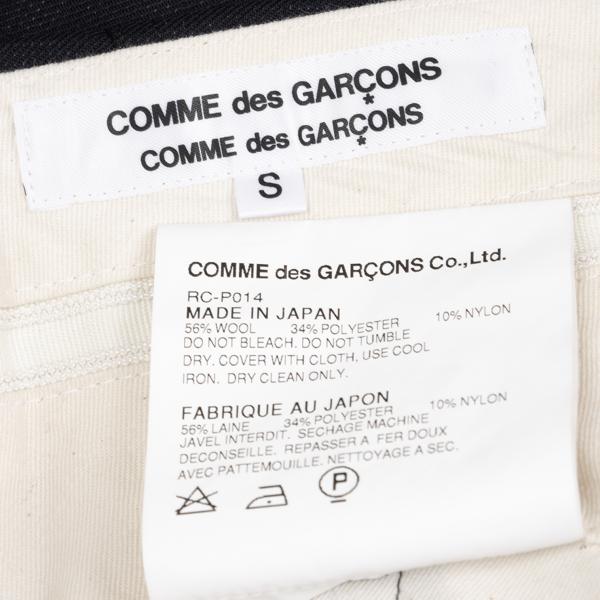 COMME des GARÇONS
COMME des GARÇONS
S
COMME des GARÇONS Co.,Ltd.
RC-P014
MADE IN JAPAN
56% WOOL 34% POLYESTER 10% NYLON
DO NOT BLEACH. DO NOT TUMBLE
DRY. COVER WITH CLOTH, USE COOL
IRON. DRY CLEAN ONLY.
FABRIQUE AU JAPON
56% LAINE 34% POLYESTER 10% NYLON
JAVEL INTERDIT. SECHAGE MACHINE
DECONSEILLE. REPASSER A FER DOUX
AVEC PATTEMOUILLE. NETTOYAGE A SEC.
P